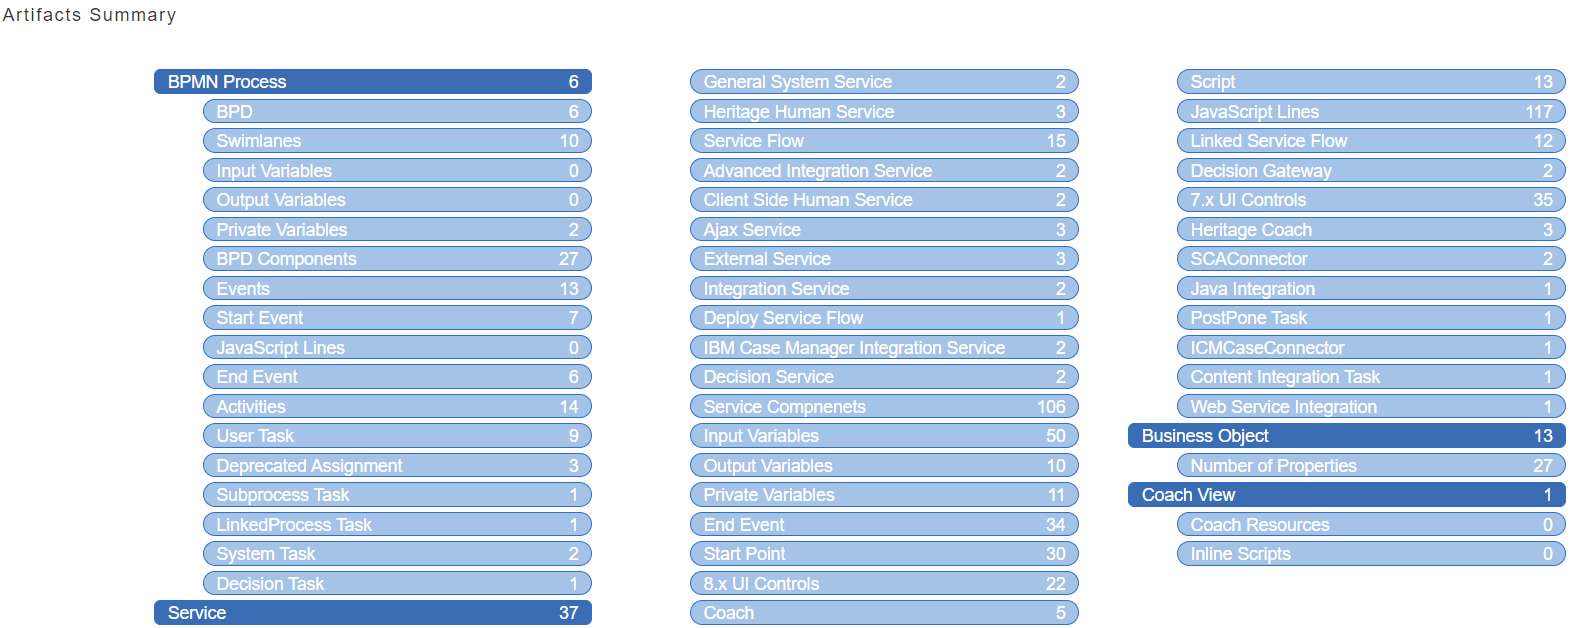 Artifacts Summary
BPMN Process 6
BPD 6
Swimlanes 10
Input Variables 0
Output Variables 0
Private Variables 2
BPD Components 27
Events 13
Start Event 7
JavaScript Lines 0
End Event 6
Activities 14
User Task 9
Deprecated Assignment 3
Subprocess Task 1
LinkedProcess Task 1
System Task 2
Decision Task 1
Service 37
General System Service 2
Heritage Human Service 3
Service Flow 15
Advanced Integration Service 2
Client Side Human Service 2
Ajax Service 3
External Service 3
Integration Service 2
Deploy Service Flow 1
IBM Case Manager Integration Service 2
Decision Service 2
Service Compnenets 106
Input Variables 50
Output Variables 10
Private Variables 11
End Event 34
Start Point 30
8.x UI Controls 22
Coach 5
Script 13
JavaScript Lines 117
Linked Service Flow 12
Decision Gateway 2
7.x UI Controls 35
Heritage Coach 3
SCAConnector 2
Java Integration 1
PostPone Task 1
ICMCaseConnector 1
Content Integration Task 1
Web Service Integration 1
Business Object 13
Number of Properties 27
Coach View 1
Coach Resources 0
Inline Scripts 0